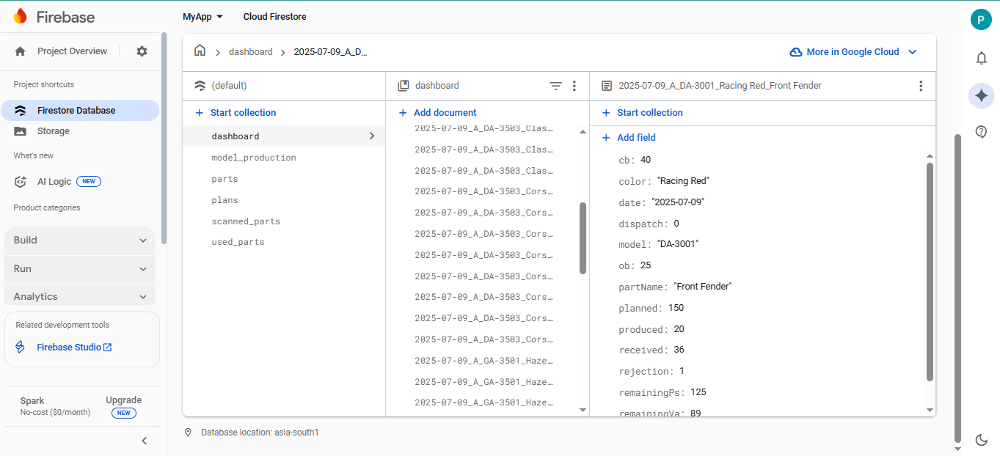 Firebase
MyApp
Cloud Firestore
P
Project Overview
Project shortcuts
Firestore Database
Storage
What's new
AI Logic NEW
Product categories
Build
Run
Analytics
Related development tools
Firebase Studio
Spark
No-cost ($0/month)
Upgrade
NEW
dashboard
2025-07-09_A_D...
More in Google Cloud
(default)
Start collection
dashboard
model_production
parts
plans
scanned_parts
used_parts
dashboard
Add document
2025-07-09_A_DA-3503_Clas…
2025-07-09_A_DA-3503_Clas…
2025-07-09_A_DA-3503_Clas…
2025-07-09_A_DA-3503_Cors…
2025-07-09_A_DA-3503_Cors…
2025-07-09_A_DA-3503_Cors…
2025-07-09_A_DA-3503_Cors…
2025-07-09_A_DA-3503_Cors…
2025-07-09_A_DA-3503_Cors…
2025-07-09_A_DA-3503_Cors…
2025-07-09_A_DA-3503_Cors…
2025-07-09_A_GA-3501_Haze…
2025-07-09_A_GA-3501_Haze…
2025-07-09_A_GA-3501_Haze…
2025-07-09_A_DA-3001_Racing Red_Front Fender
Start collection
Add field
cb: 40
color: "Racing Red"
date: "2025-07-09"
dispatch: 0
model: "DA-3001"
ob: 25
partName: "Front Fender"
planned: 150
produced: 20
received: 36
rejection: 1
remainingPs: 125
remainingVa: 89
Database location: asia-south1